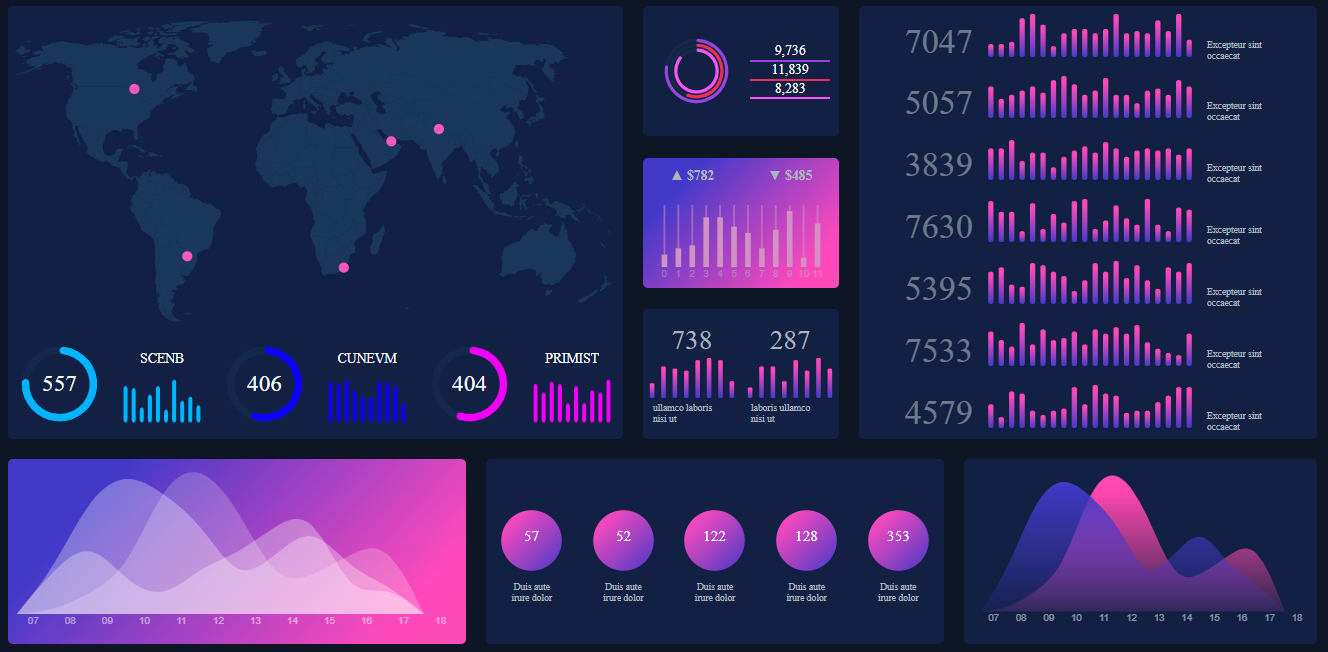 557
SCENB
406
CUNEVM
404
PRIMIST
9,736
11,839
8,283
▲ $782
▼ $485
0 1 2 3 4 5 6 7 8 9 10 11
738
ullamco laboris
nisi ut
287
laboris ullamco
nisi ut
7047
Excepteur sint
occaecat
5057
Excepteur sint
occaecat
3839
Excepteur sint
occaecat
7630
Excepteur sint
occaecat
5395
Excepteur sint
occaecat
7533
Excepteur sint
occaecat
4579
Excepteur sint
occaecat
07 08 09 10 11 12 13 14 15 16 17 18
57
Duis aute
irure dolor
52
Duis aute
irure dolor
122
Duis aute
irure dolor
128
Duis aute
irure dolor
353
Duis aute
irure dolor
07 08 09 10 11 12 13 14 15 16 17 18